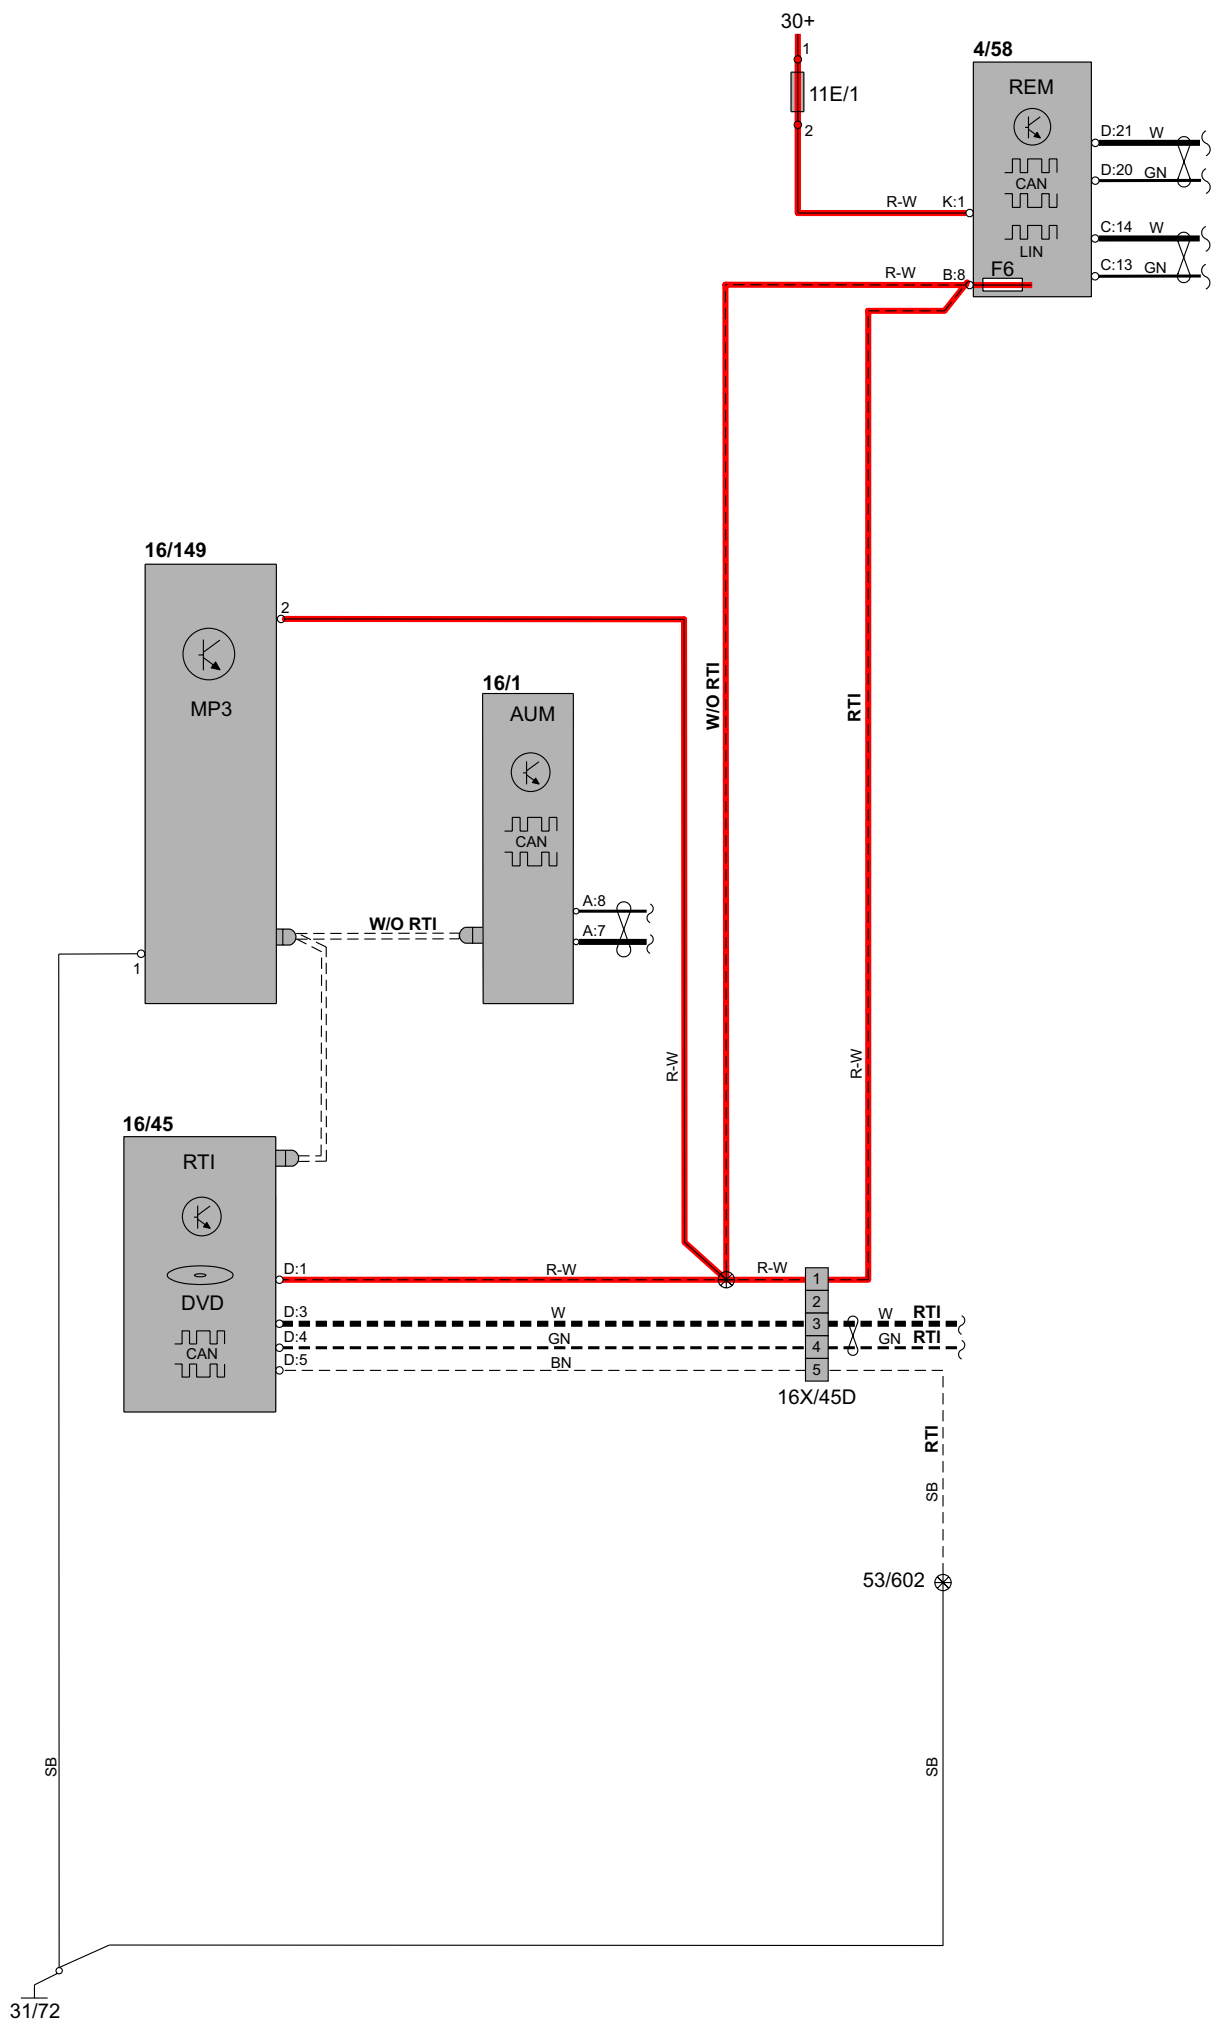 30+
1
11E/1
2
4/58
REM
CAN
LIN
D:21 W
D:20 GN
R-W K:1
C:14 W
C:13 GN
R-W B:8 F6
16/149
2
MP3
16/1
AUM
CAN
A:8
A:7
W/O RTI
RTI
W/O RTI
1
R-W
R-W
16/45
RTI
DVD
CAN
D:1 R-W R-W 1
2
D:3 W 3 W RTI
D:4 GN 4 GN RTI
D:5 BN 5
16X/45D
RTI
SB
53/602
SB
SB
31/72